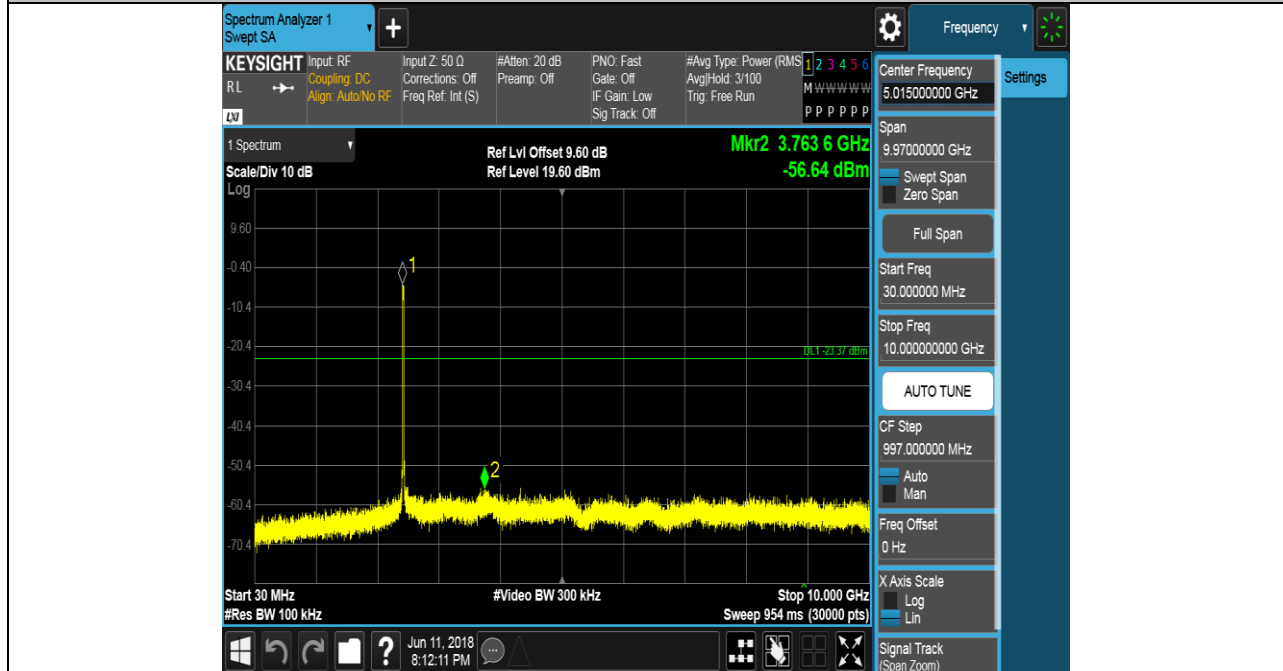 Spectrum Analyzer 1
Swept SA
+
Frequency
KEYSIGHT
RL
LXI
Input: RF
Coupling: DC
Align: Auto/No RF
Input Z: 50 Ω
Corrections: Off
Freq Ref: Int (S)
#Atten: 20 dB
Preamp: Off
PNO: Fast
Gate: Off
IF Gain: Low
Sig Track: Off
#Avg Type: Power (RMS
Avg|Hold: 3/100
Trig: Free Run
1 2 3 4 5 6
M W W W W W
P P P P P P
1 Spectrum
Scale/Div 10 dB
Log
Ref Lvl Offset 9.60 dB
Ref Level 19.60 dBm
Mkr2 3.763 6 GHz
-56.64 dBm
9.60
-0.40
-10.4
-20.4
-30.4
-40.4
-50.4
-60.4
-70.4
1
2
DL1 -23.37 dBm
Start 30 MHz
#Res BW 100 kHz
#Video BW 300 kHz
Stop 10.000 GHz
Sweep 954 ms (30000 pts)
Center Frequency
5.015000000 GHz
Settings
Span
9.97000000 GHz
Swept Span
Zero Span
Full Span
Start Freq
30.000000 MHz
Stop Freq
10.000000000 GHz
AUTO TUNE
CF Step
997.000000 MHz
Auto
Man
Freq Offset
0 Hz
X Axis Scale
Log
Lin
Signal Track
(Span Zoom)
?
Jun 11, 2018
8:12:11 PM